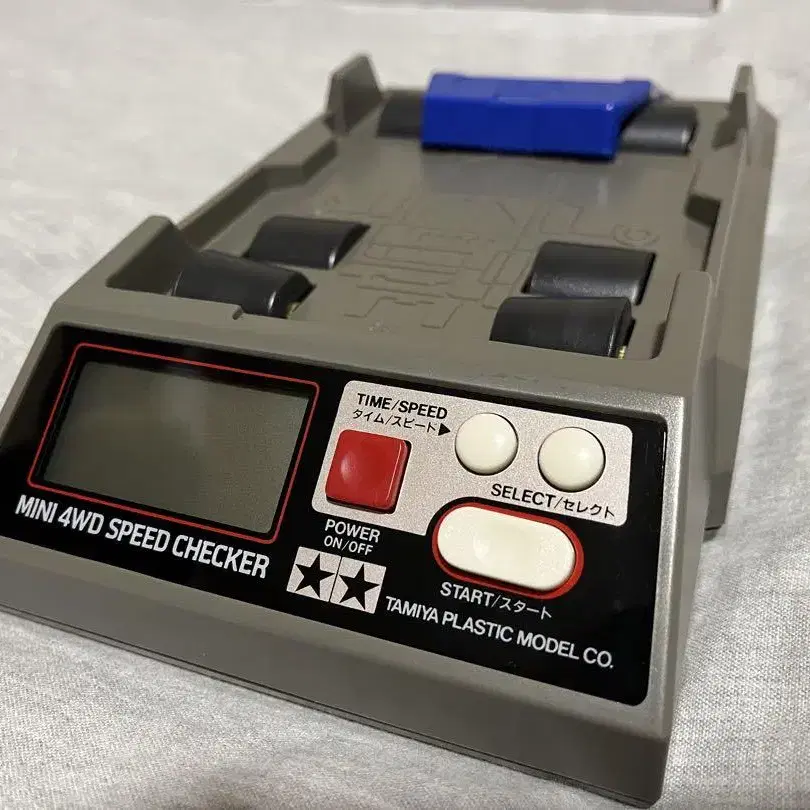 TIME/SPEED
タイム/スピード▶
SELECT/セレクト
POWER
ON/OFF
START/スタート
MINI 4WD SPEED CHECKER
TAMIYA PLASTIC MODEL CO.